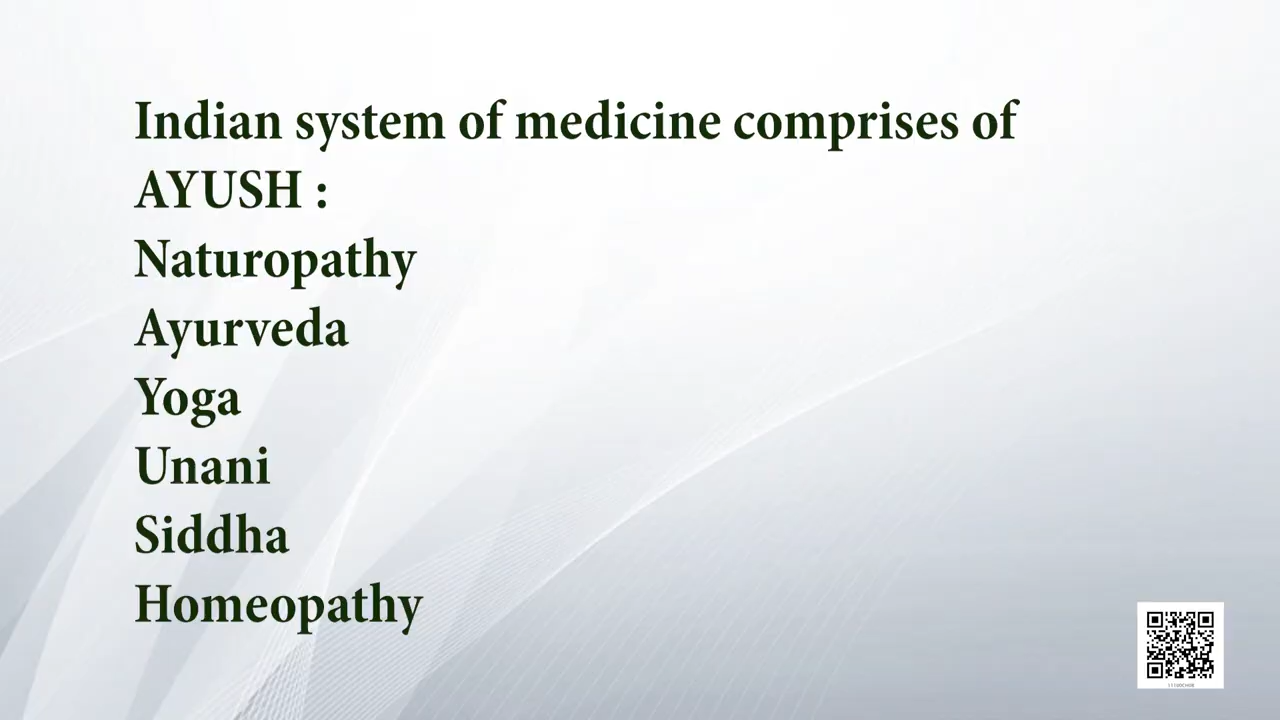 Indian system of medicine comprises of
AYUSH :
Naturopathy
Ayurveda
Yoga
Unani
Siddha
Homeopathy